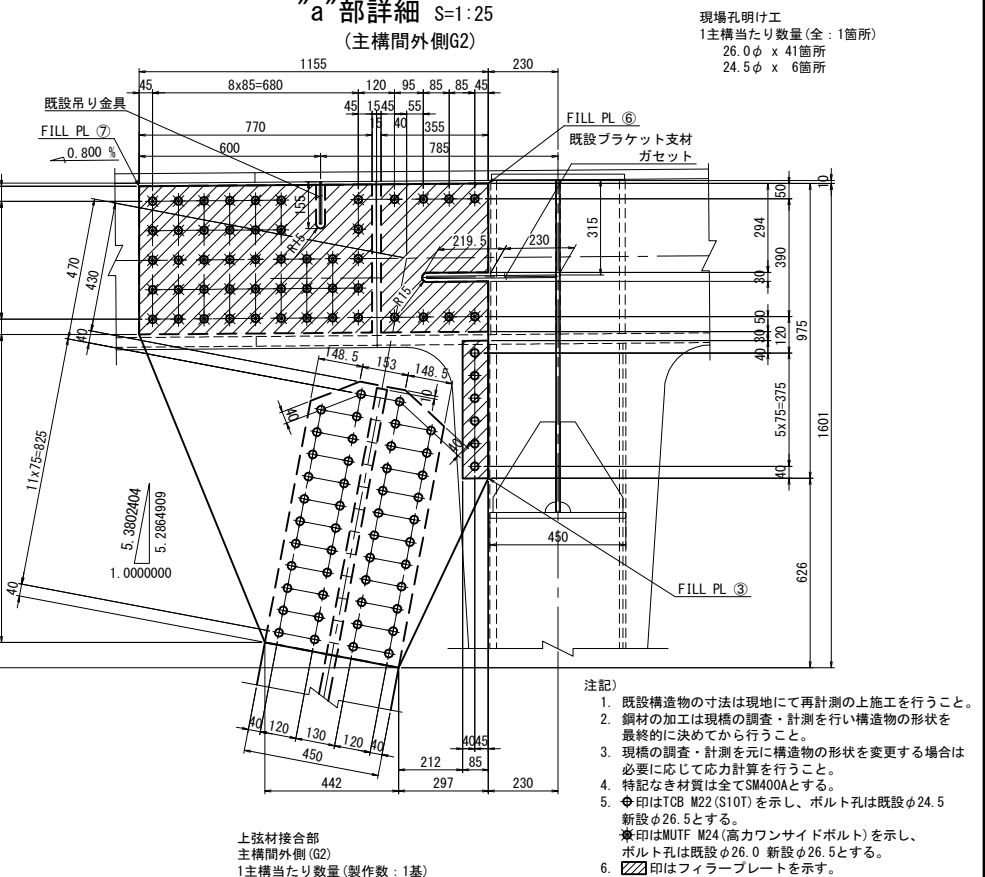 "a"部詳細 S=1:25
(主構間外側G2)
現場孔明け工
1主構当たり数量(全：1箇所)
26.0φ x 41箇所
24.5φ x 6箇所
1155
230
45
8x85=680
120
95
85
85
45
既設吊り金具
45
15
45
55
15
40
FILL PL ⑦
770
355
FILL PL ⑥
既設ブラケット支材
ガセット
0.800 %
600
785
155
R15
219.5
230
315
R15
10
50
294
390
30
50
30
120
40
975
5x75=375
40
1601
626
470
430
40
148.5
153
148.5
10
40
40
11x75=825
5.3802404
5.2864909
1.0000000
40
450
FILL PL ③
40
120
130
120
40
450
40
45
212
85
442
297
230
注記)
1. 既設構造物の寸法は現地にて再計測の上施工を行うこと。
2. 鋼材の加工は現橋の調査・計測を行い構造物の形状を
最終的に決めてから行うこと。
3. 現橋の調査・計測を元に構造物の形状を変更する場合は
必要に応じて応力計算を行うこと。
4. 特記なき材質は全てSM400Aとする。
5. 印はTCB M22(S10T)を示し、ボルト孔は既設φ24.5
新設φ26.5とする。
印はMUTF M24(高力ワンサイドボルト)を示し、
ボルト孔は既設φ26.0 新設φ26.5とする。
6. 印はフィラープレートを示す。
上弦材接合部
主構間外側(G2)
1主構当たり数量(製作数：1基)